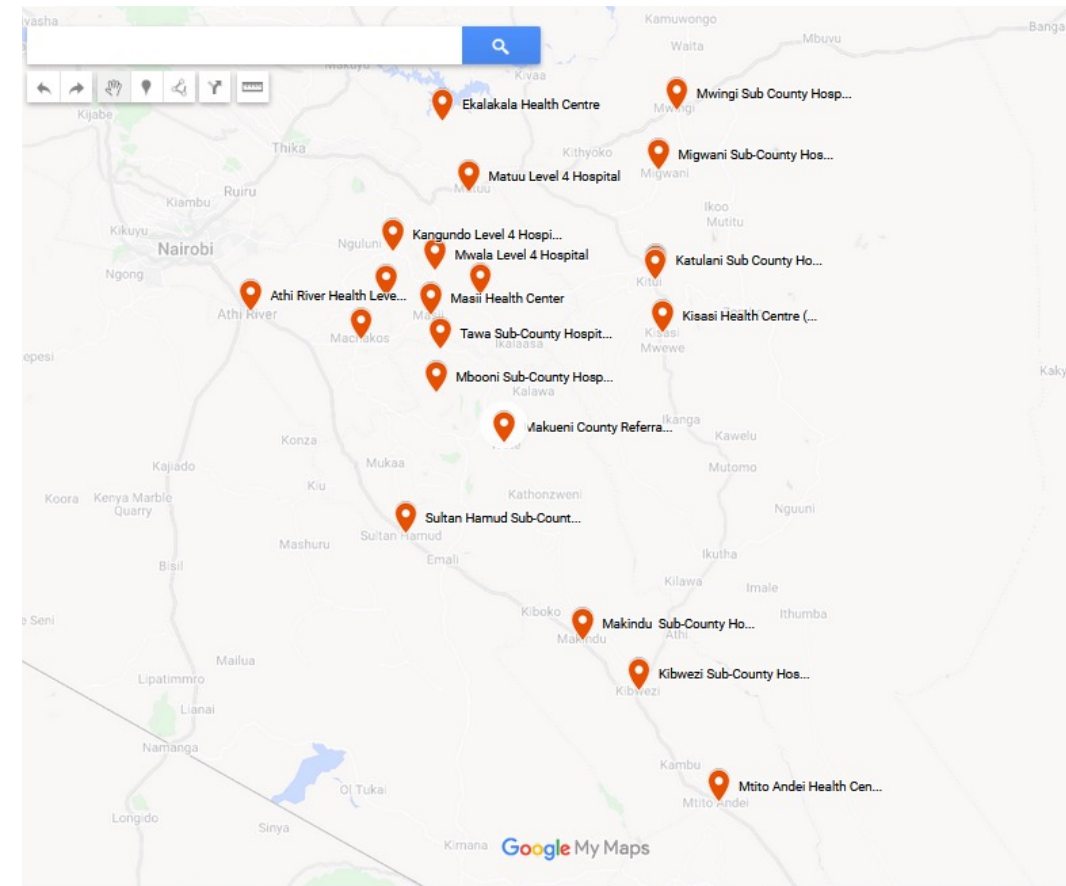 Kamuwongo
Banga
Waita
Mbuvu
Kivaa
Ekalakala Health Centre
Mwingi Sub County Hosp...
Mwingi
Kijabe
Thika
Kithyoko
Migwani Sub-County Hos...
Migwani
Matuu Level 4 Hospital
Matuu
Ruiru
Kiambu
Ikoo
Mutitu
Kikuyu
Nairobi
Nguluni
Kangundo Level 4 Hospi...
Mwala Level 4 Hospital
Katulani Sub County Ho...
Ngong
Kitui
Athi River Health Leve...
Masii Health Center
Athi River
Masii
Kisasi Health Centre (...
Kisasi
Machakos
Tawa Sub-County Hospit...
Ikalaasa
Mwewe
epesi
Kaky
Mbooni Sub-County Hosp...
Kalawa
Makueni County Referra...
Ikanga
Kawelu
Konza
Mukaa
Kajiado
Mutomo
Kiu
Koora
Kenya Marble
Quarry
Kathonzweni
Nguuni
Sultan Hamud Sub-Count...
Sultan Hamud
Mashuru
Emali
Ikutha
Bisil
Kilawa
Imale
e Seni
Kiboko
Ithumba
Makindu Sub-County Ho...
Makindu
Athi
Mailua
Lipatimmro
Kibwezi Sub-County Hos...
Kibwezi
Lianai
Namanga
Kambu
Mtito Andei Health Cen...
Mtito Andei
Ol Tukai
Longido
Sinya
Kimana
Google My Maps